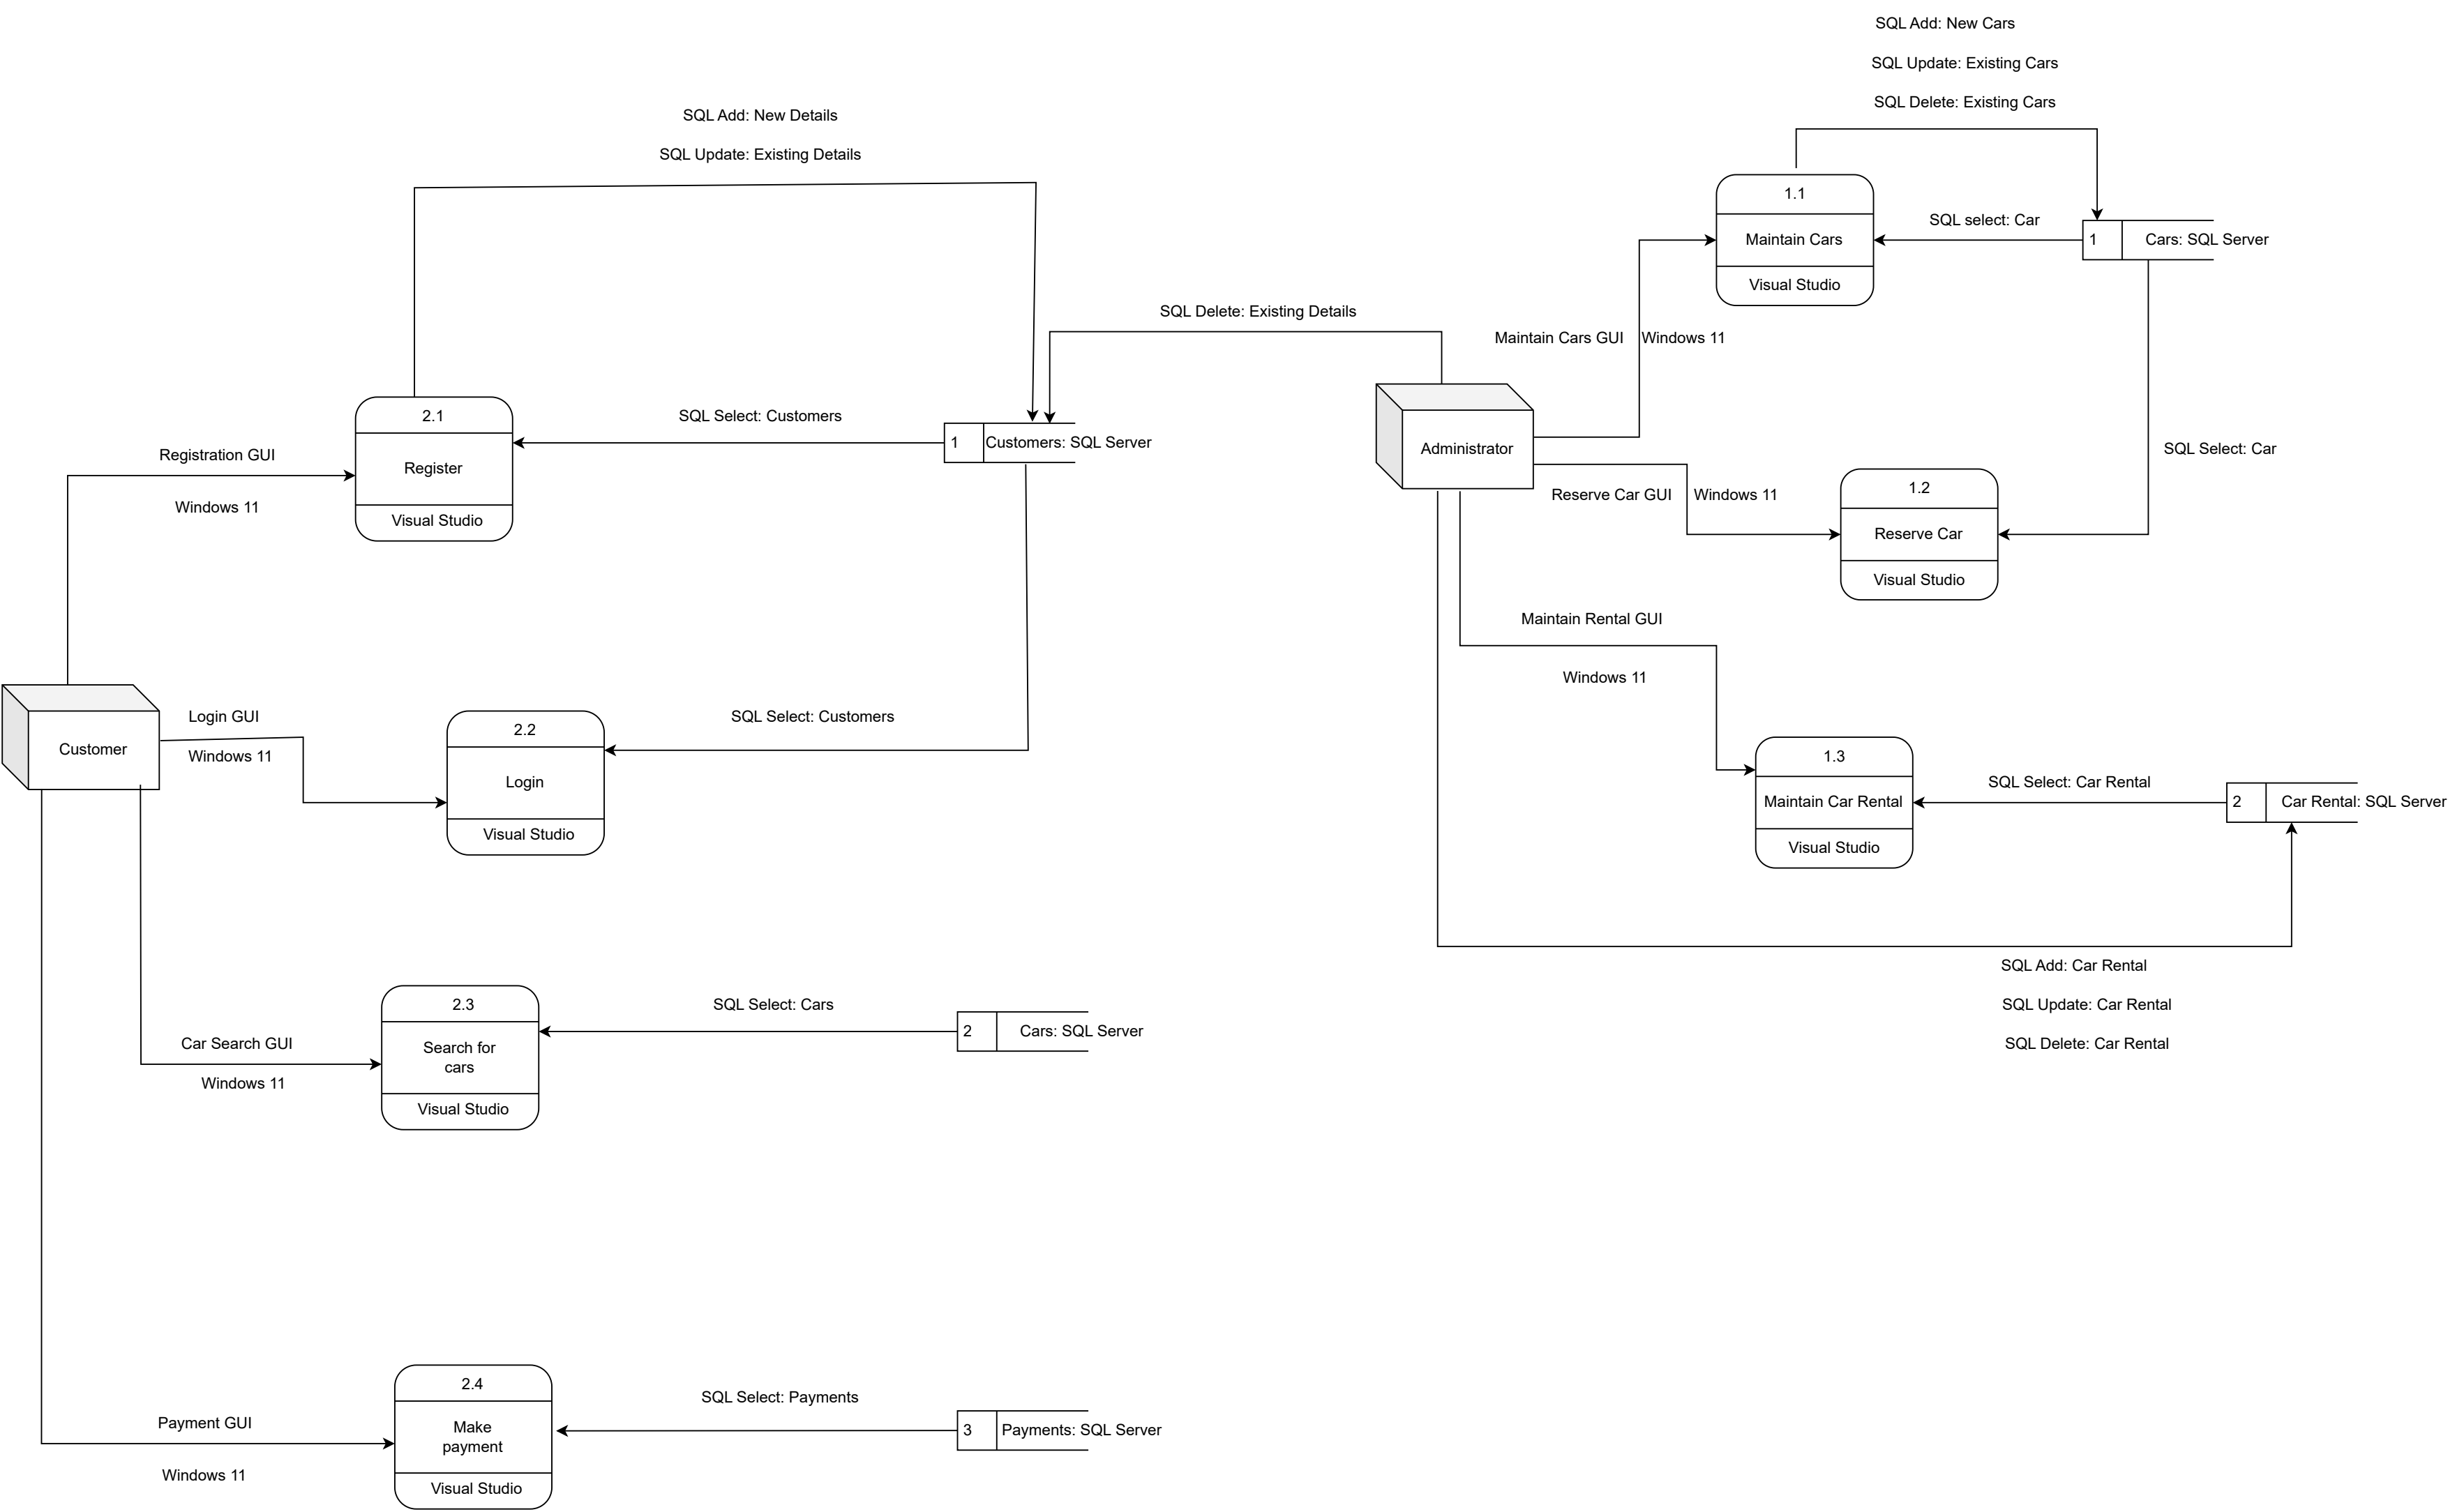 SQL Add: New Cars
SQL Update: Existing Cars
SQL Delete: Existing Cars
SQL Add: New Details
SQL Update: Existing Details
1.1
Maintain Cars
Visual Studio
SQL select: Car
1
Cars: SQL Server
SQL Delete: Existing Details
Maintain Cars GUI
Windows 11
2.1
Register
Visual Studio
SQL Select: Customers
1
Customers: SQL Server
Registration GUI
Windows 11
Administrator
SQL Select: Car
Reserve Car GUI
Windows 11
1.2
Reserve Car
Visual Studio
Maintain Rental GUI
Windows 11
Customer
Login GUI
Windows 11
2.2
Login
Visual Studio
SQL Select: Customers
1.3
Maintain Car Rental
Visual Studio
SQL Select: Car Rental
2
Car Rental: SQL Server
SQL Add: Car Rental
SQL Update: Car Rental
SQL Delete: Car Rental
Car Search GUI
Windows 11
2.3
Search for
cars
Visual Studio
SQL Select: Cars
2
Cars: SQL Server
Payment GUI
Windows 11
2.4
Make
payment
Visual Studio
SQL Select: Payments
3
Payments: SQL Server